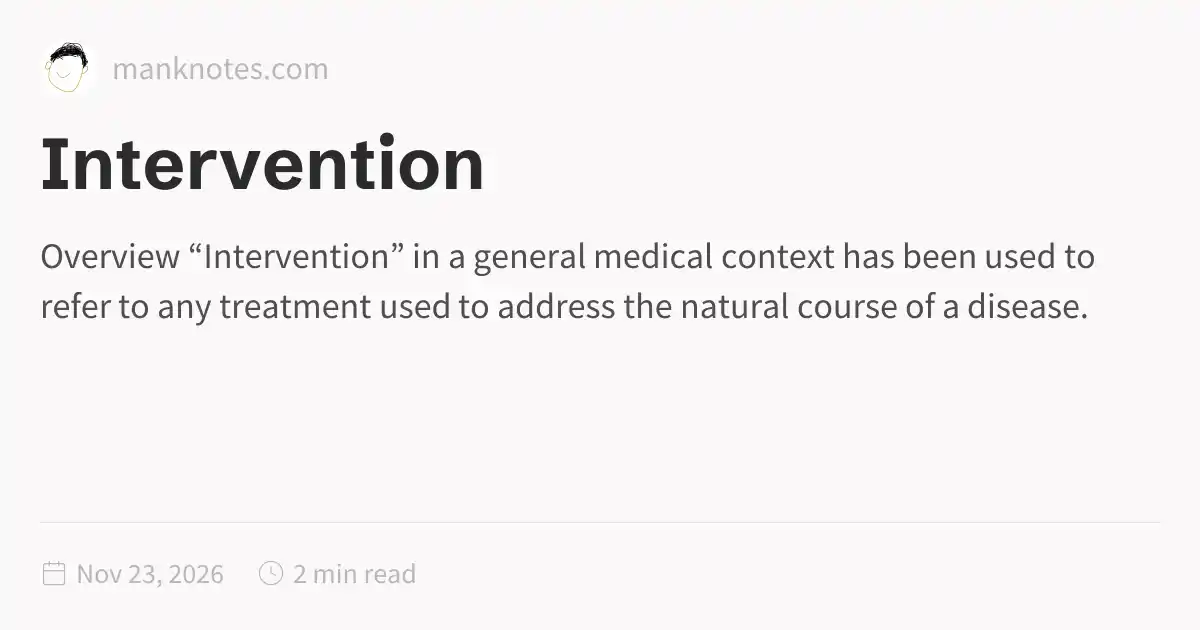 manknotes.com
Intervention
Overview “Intervention” in a general medical context has been used to
refer to any treatment used to address the natural course of a disease.
Nov 23, 2026 2 min read